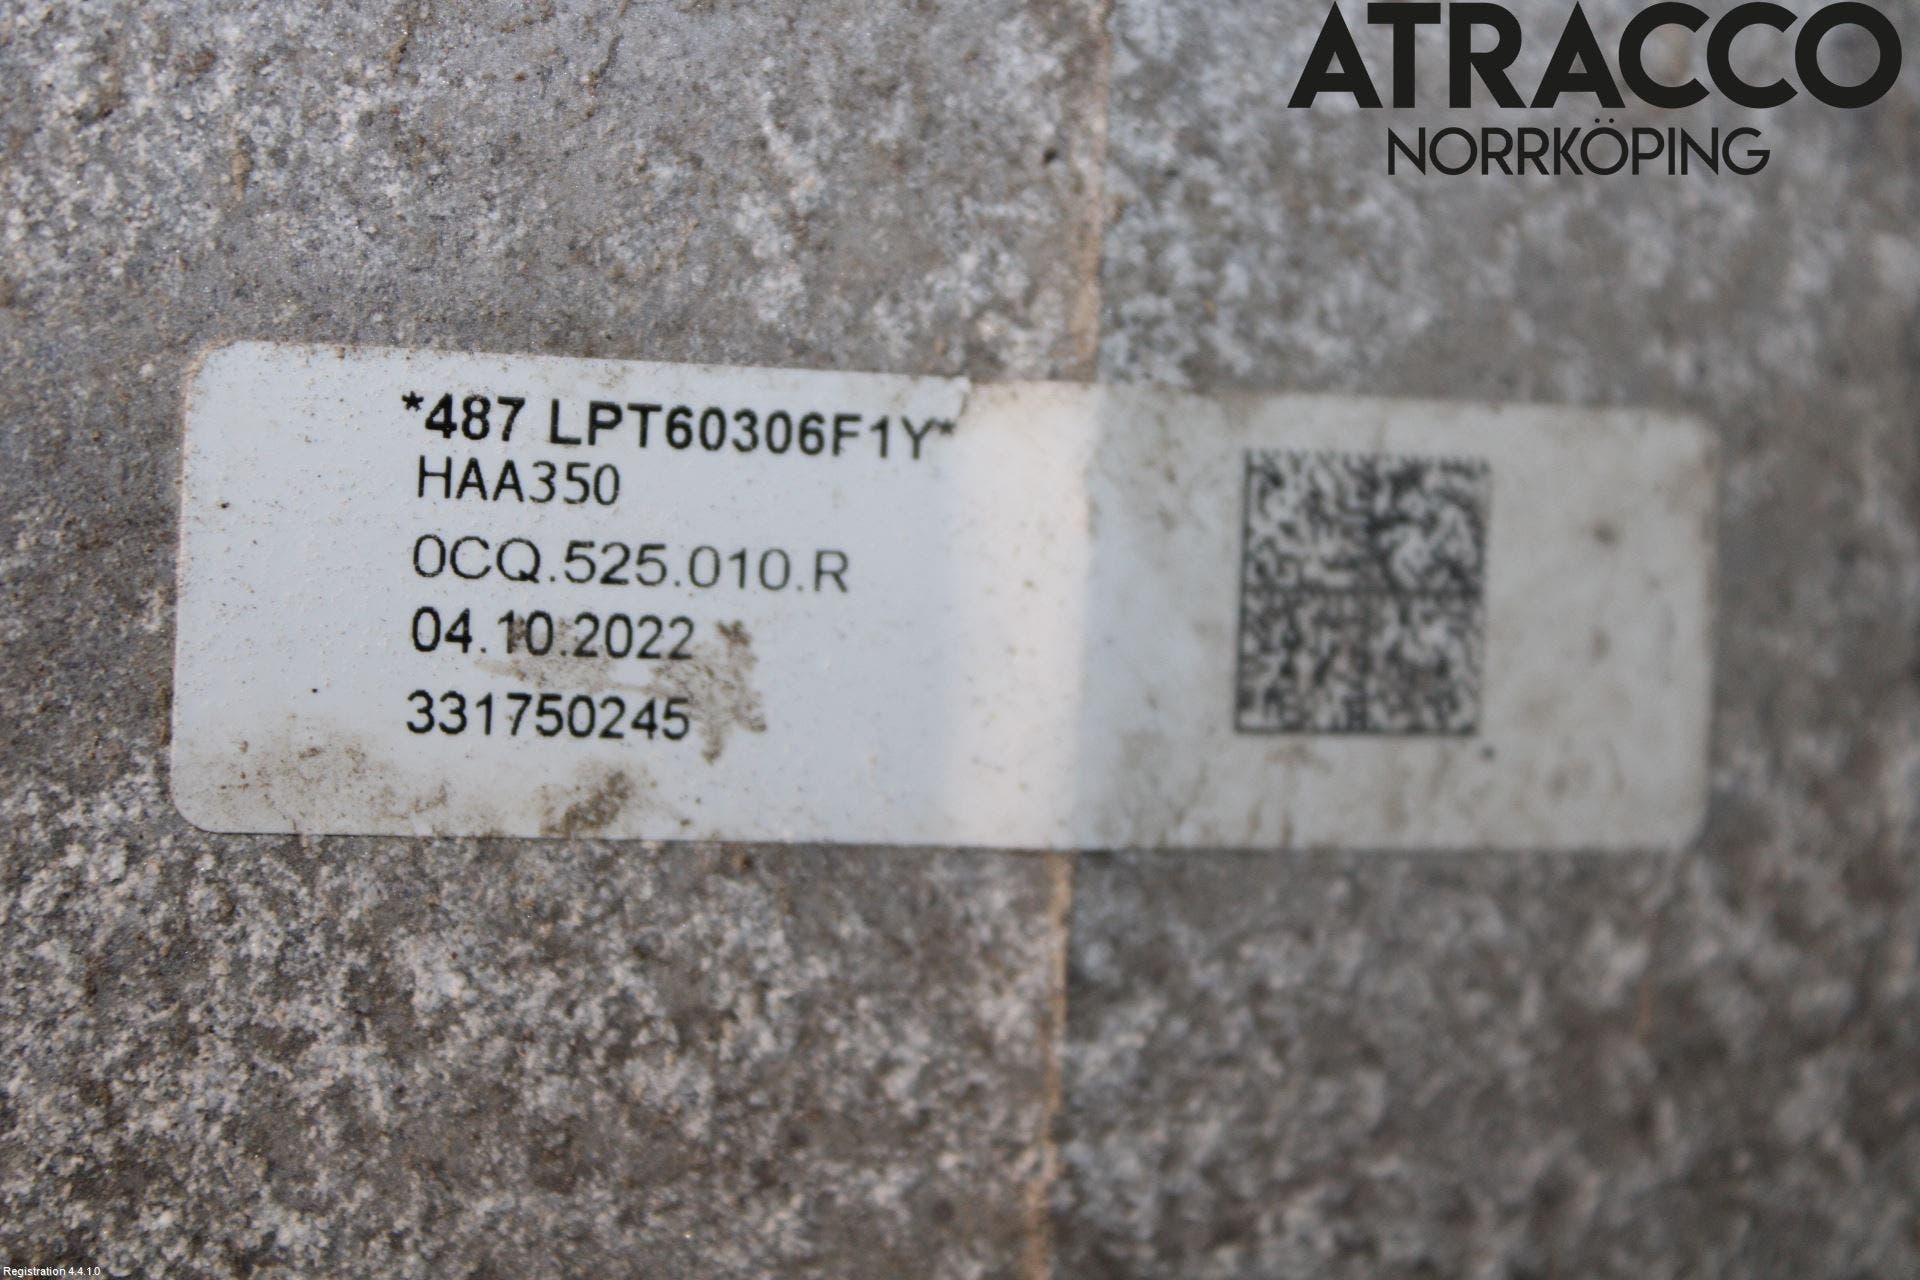 ATRACCO
NORRKÖPING
*487 LPT60306F1Y*
HAA350
0CQ.525.010.R
04.10.2022
331750245
Registration 4.4.1.0